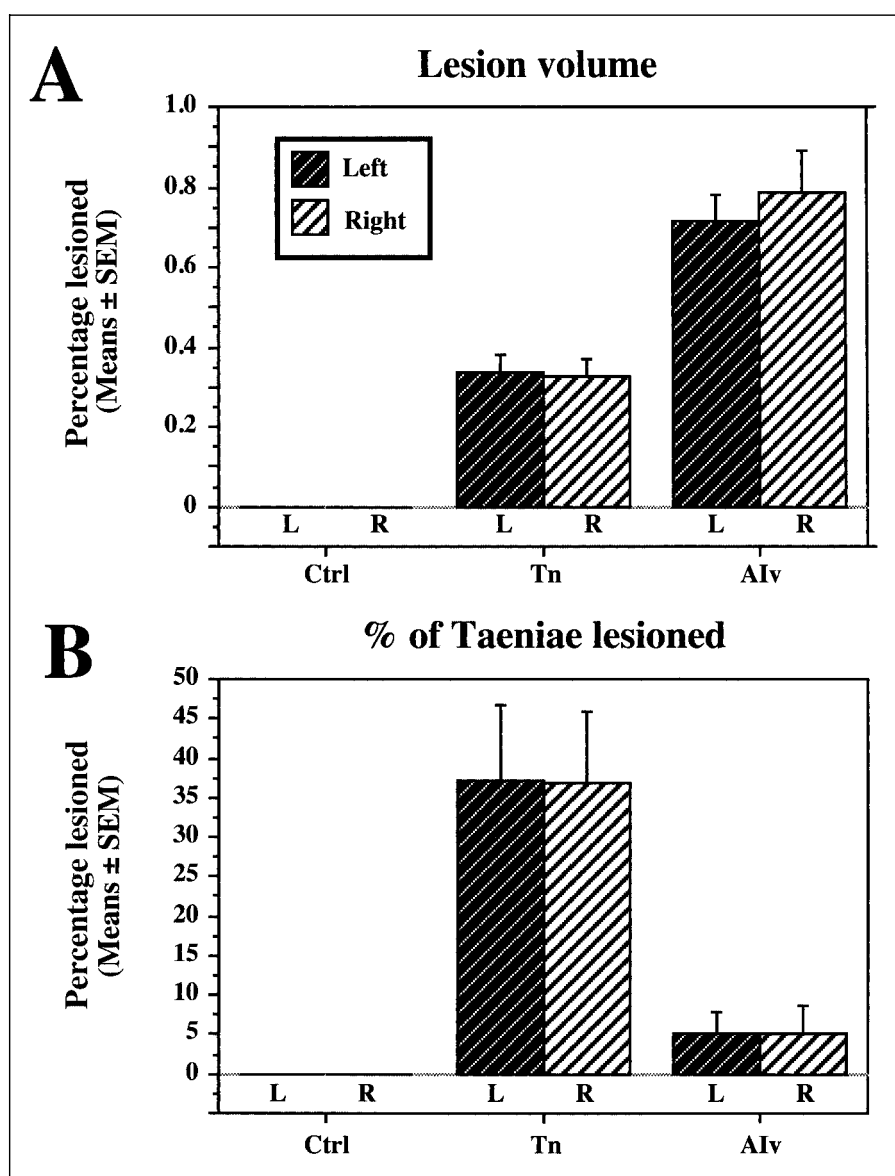 A
Lesion volume
Percentage lesioned
(Means ± SEM)
1.0
0.8
0.6
0.4
0.2
0
Left
Right
L R L R L R
Ctrl Tn AIv
B
% of Taeniae lesioned
Percentage lesioned
(Means ± SEM)
50
45
40
35
30
25
20
15
10
5
0
L R L R L R
Ctrl Tn AIv